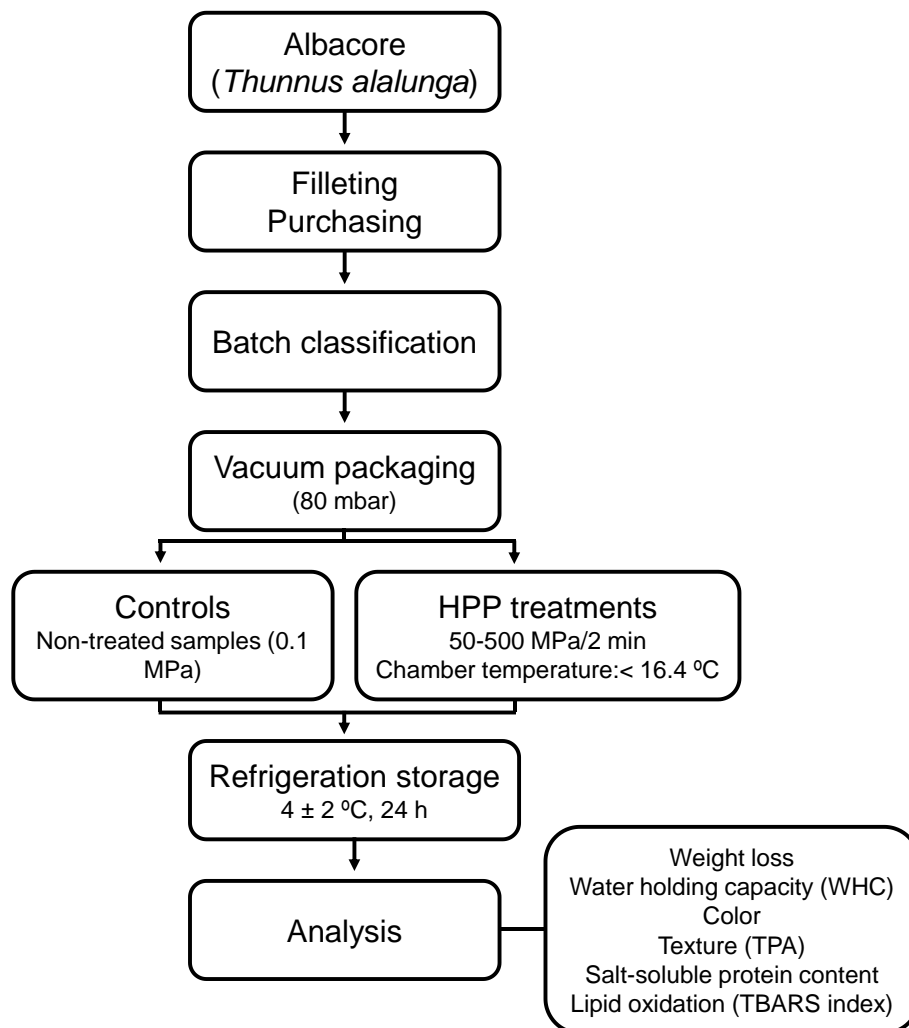 Albacore
(Thunnus alalunga)
Filleting
Purchasing
Batch classification
Vacuum packaging
(80 mbar)
Controls
Non-treated samples (0.1
MPa)
HPP treatments
50-500 MPa/2 min
Chamber temperature:< 16.4 ºC
Refrigeration storage
4 ± 2 ºC, 24 h
Analysis
Weight loss
Water holding capacity (WHC)
Color
Texture (TPA)
Salt-soluble protein content
Lipid oxidation (TBARS index)